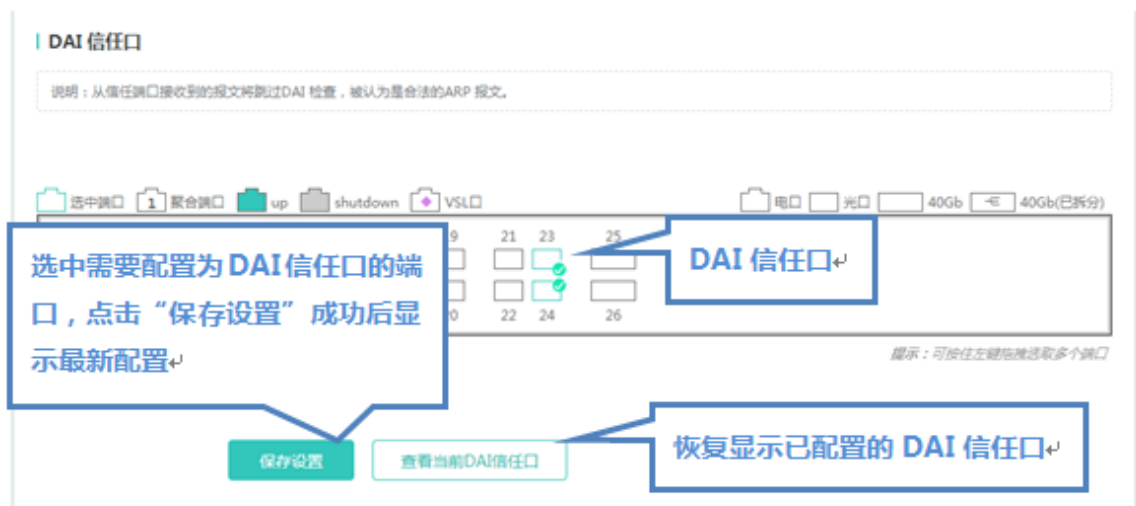 DAI 信任口
说明：从信任端口接收到的报文将跳过DAI 检查，被认为是合法的ARP 报文。
选中端口 1 聚合端口 up shutdown VSL口 电口 光口 40Gb 40Gb(已拆分)
21 23 25
22 24 26
选中需要配置为 DAI 信任口的端
口，点击“保存设置”成功后显
示最新配置↵
DAI 信任口↵
提示：可按住左键拖拽选取多个端口
保存设置 查看当前DAI信任口
恢复显示已配置的 DAI 信任口↵